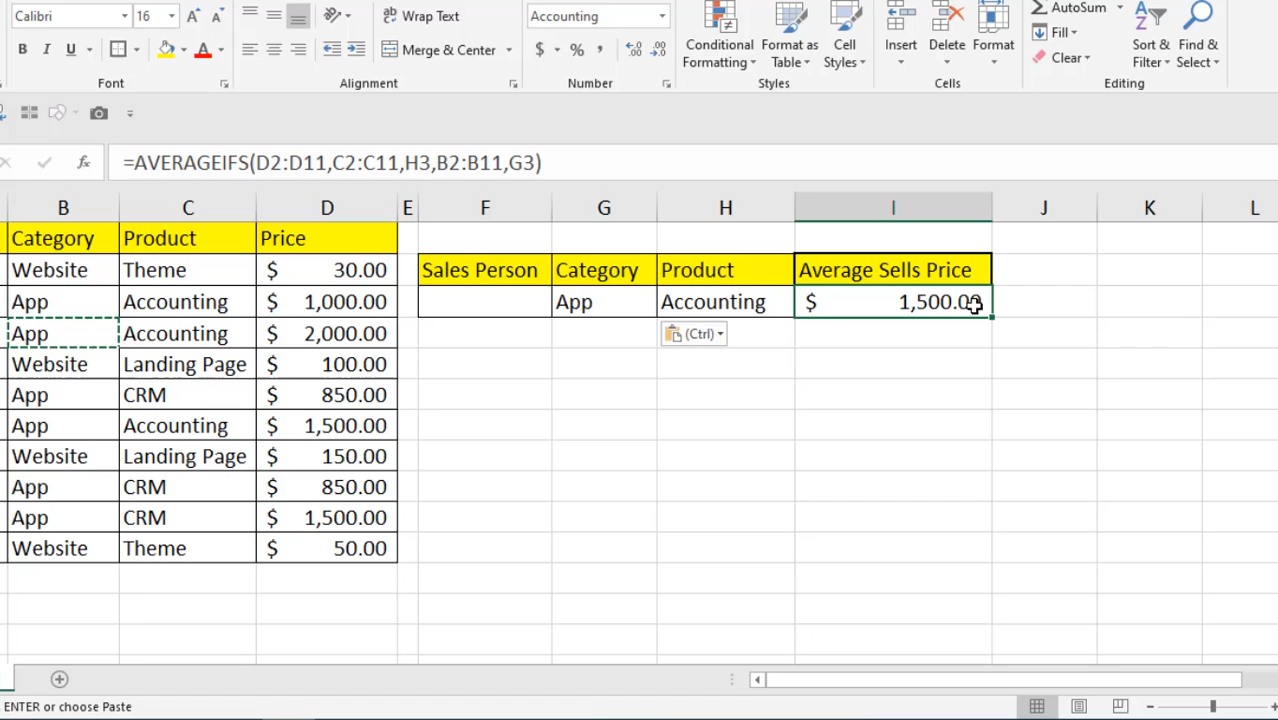 Calibri 16 A A Wrap Text Accounting AutoSum
B I U A Merge & Center $ % , .00 Conditional Formatting Format as Table Cell Styles Insert Delete Format Fill Clear Sort & Filter Find & Select
Font Alignment Number Styles Cells Editing
fx =AVERAGEIFS(D2:D11,C2:C11,H3,B2:B11,G3)
B C D E F G H I J K L
Category Product Price
Website Theme $ 30.00 Sales Person Category Product Average Sells Price
App Accounting $ 1,000.00 App Accounting $ 1,500.00
App Accounting $ 2,000.00 (Ctrl)
Website Landing Page $ 100.00
App CRM $ 850.00
App Accounting $ 1,500.00
Website Landing Page $ 150.00
App CRM $ 850.00
App CRM $ 1,500.00
Website Theme $ 50.00
ENTER or choose Paste